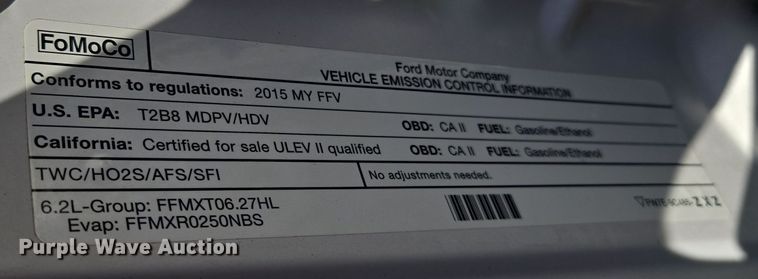 FoMoCo
Ford Motor Company
VEHICLE EMISSION CONTROL INFORMATION
Conforms to regulations: 2015 MY FFV
U.S. EPA: T2B8 MDPV/HDV OBD: CA II FUEL: Gasoline/Ethanol
California: Certified for sale ULEV II qualified OBD: CA II FUEL: Gasoline/Ethanol
TWC/HO2S/AFS/SFI No adjustments needed.
6.2L-Group: FFMXT06.27HL
Evap: FFMXR0250NBS
ZXZ
Purple Wave Auction